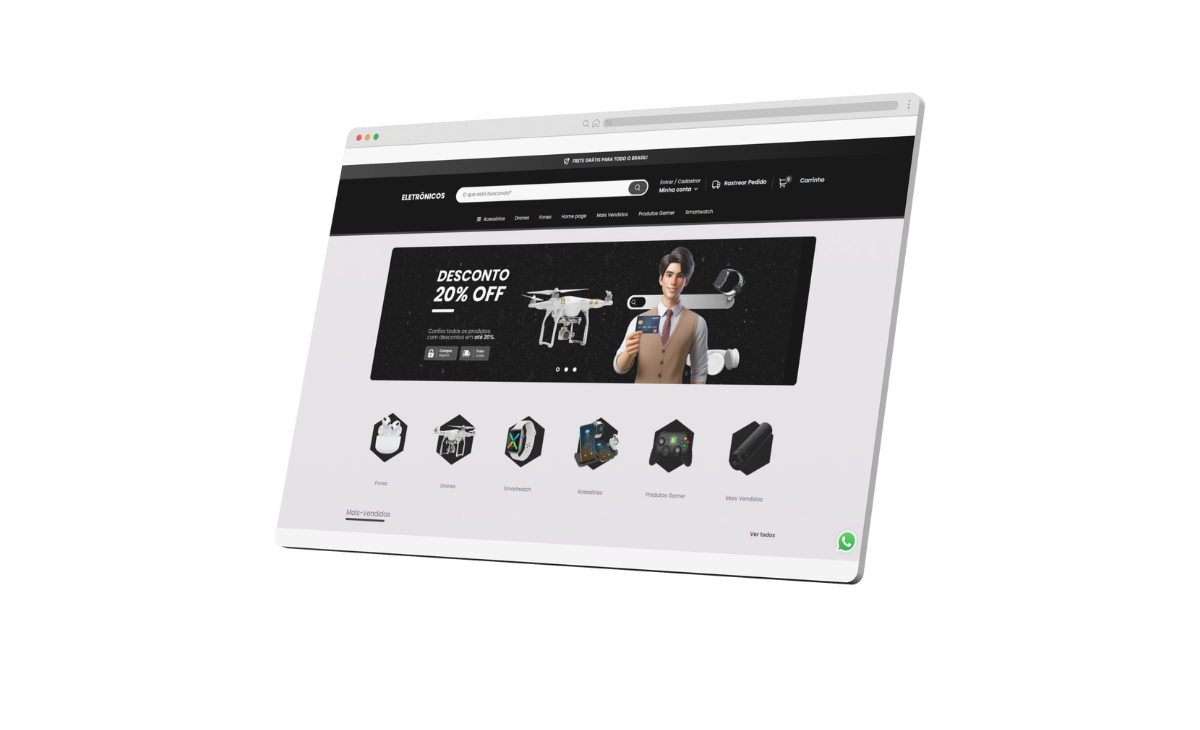 FRETE GRÁTIS PARA TODO O BRASIL!
ELETRÔNICOS
O que está buscando?
Entrar / Cadastrar
Minha conta
Rastrear Pedido
0
Carrinho
Acessórios Drones Fones Home page Mais Vendidos Produtos Gamer Smartwatch
DESCONTO
20% OFF
Confira todos os produtos
com descontos em até 20%.
Compra
segura
Frete
Fones
Drones
Smartwatch
Acessórios
Produtos Gamer
Mais Vendidos
Mais-Vendidos
Ver todos